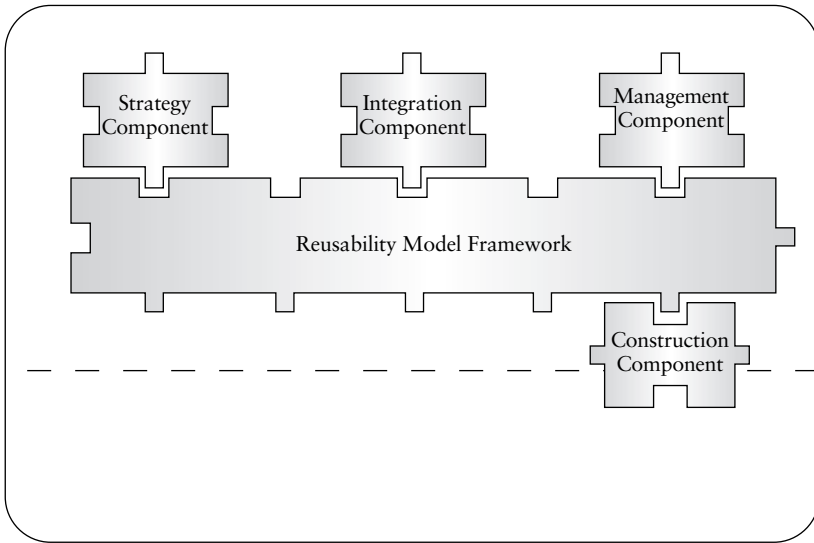 Strategy
Component
Integration
Component
Management
Component
Reusability Model Framework
Construction
Component